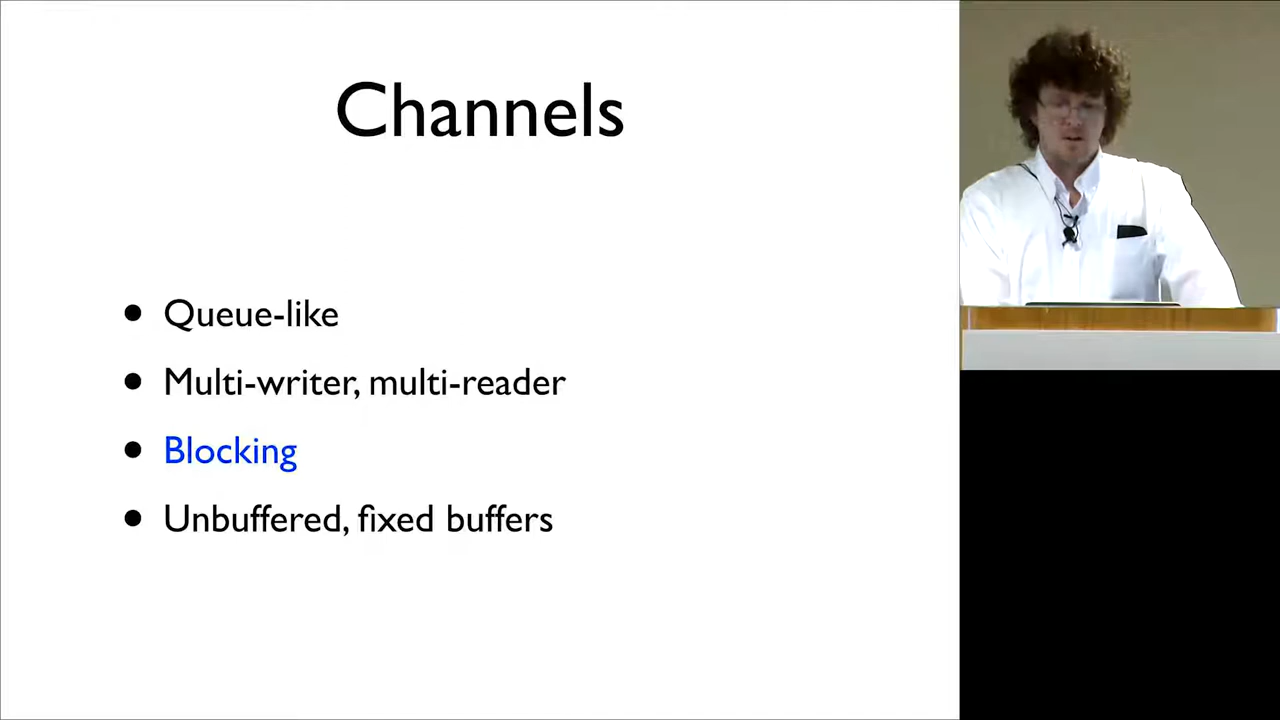 Channels
• Queue-like
• Multi-writer, multi-reader
• Blocking
• Unbuffered, fixed buffers